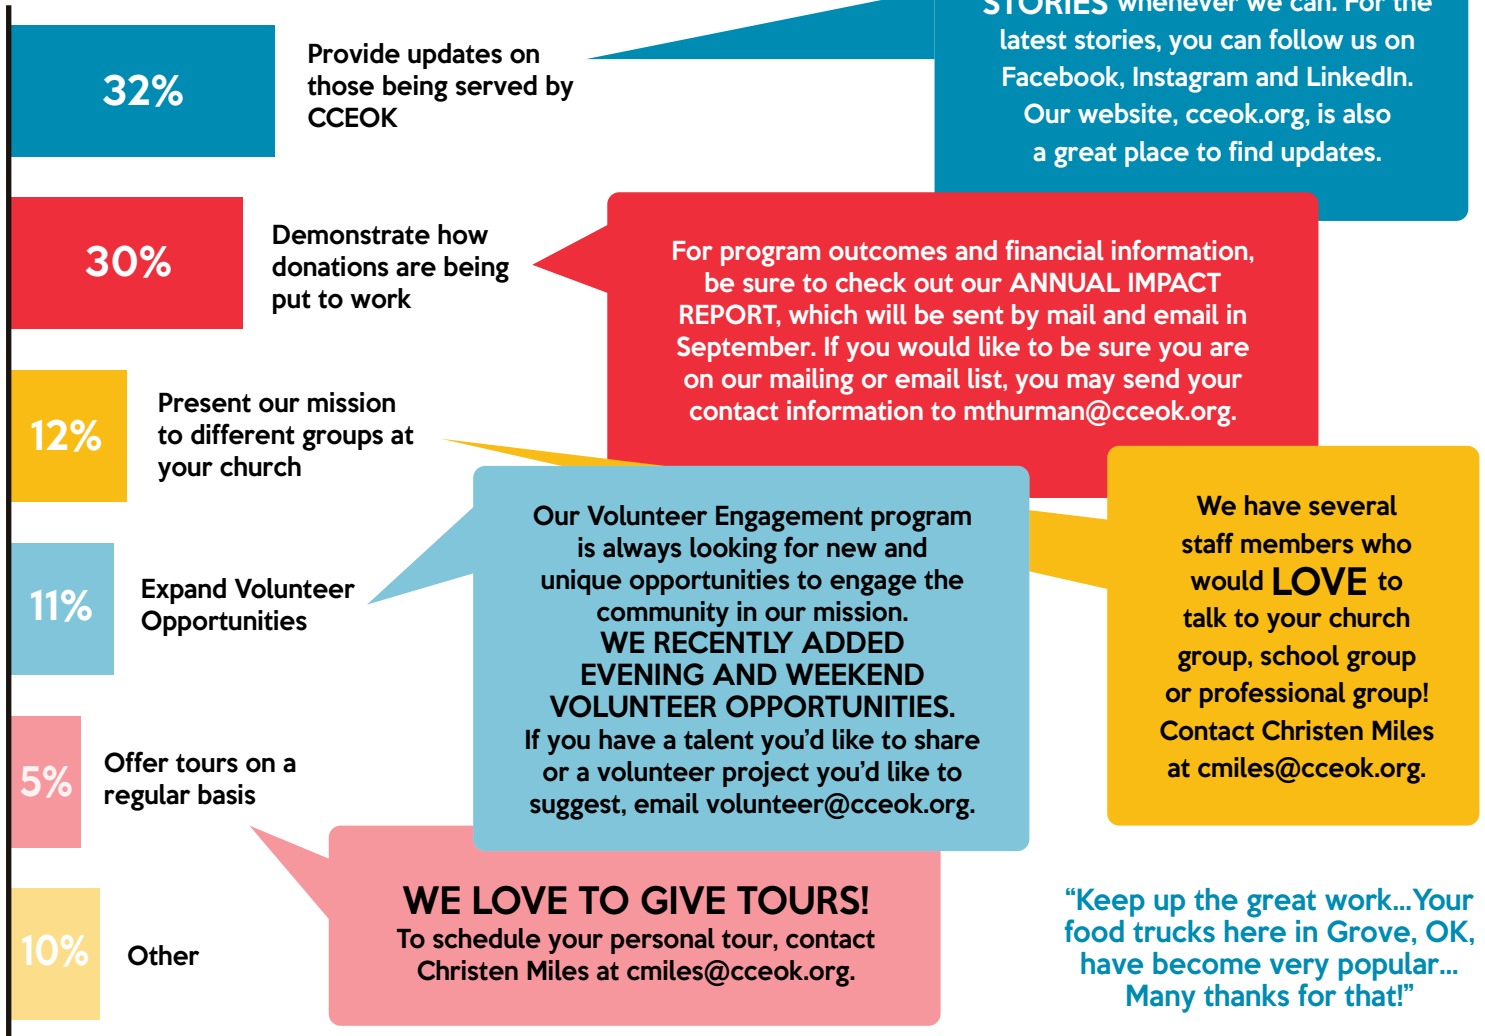 STORIES whenever we can. For the
latest stories, you can follow us on
Facebook, Instagram and LinkedIn.
Our website, cceok.org, is also
a great place to find updates.
32%
Provide updates on
those being served by
CCEOK
30%
Demonstrate how
donations are being
put to work
For program outcomes and financial information,
be sure to check out our ANNUAL IMPACT
REPORT, which will be sent by mail and email in
September. If you would like to be sure you are
on our mailing or email list, you may send your
contact information to mthurman@cceok.org.
12%
Present our mission
to different groups at
your church
We have several
staff members who
would LOVE to
talk to your church
group, school group
or professional group!
Contact Christen Miles
at cmiles@cceok.org.
11%
Expand Volunteer
Opportunities
Our Volunteer Engagement program
is always looking for new and
unique opportunities to engage the
community in our mission.
WE RECENTLY ADDED
EVENING AND WEEKEND
VOLUNTEER OPPORTUNITIES.
If you have a talent you'd like to share
or a volunteer project you'd like to
suggest, email volunteer@cceok.org.
5%
Offer tours on a
regular basis
WE LOVE TO GIVE TOURS!
To schedule your personal tour, contact
Christen Miles at cmiles@cceok.org.
10%
Other
“Keep up the great work...Your
food trucks here in Grove, OK,
have become very popular...
Many thanks for that!”